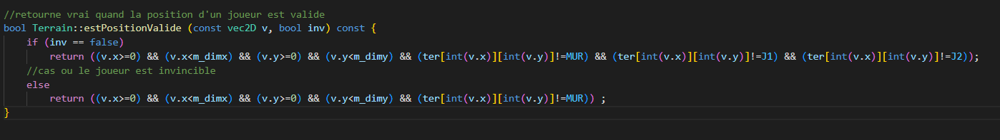 //retourne vrai quand la position d'un joueur est valide
bool Terrain::estPositionValide (const vec2D v, bool inv) const {
    if (inv == false)
        return ((v.x>=0) && (v.x<m_dimx) && (v.y>=0) && (v.y<m_dimy) && (ter[int(v.x)][int(v.y)]!=MUR) && (ter[int(v.x)][int(v.y)]!=J1) && (ter[int(v.x)][int(v.y)]!=J2));
    //cas ou le joueur est invincible
    else
        return ((v.x>=0) && (v.x<m_dimx) && (v.y>=0) && (v.y<m_dimy) && (ter[int(v.x)][int(v.y)]!=MUR)) ;
}